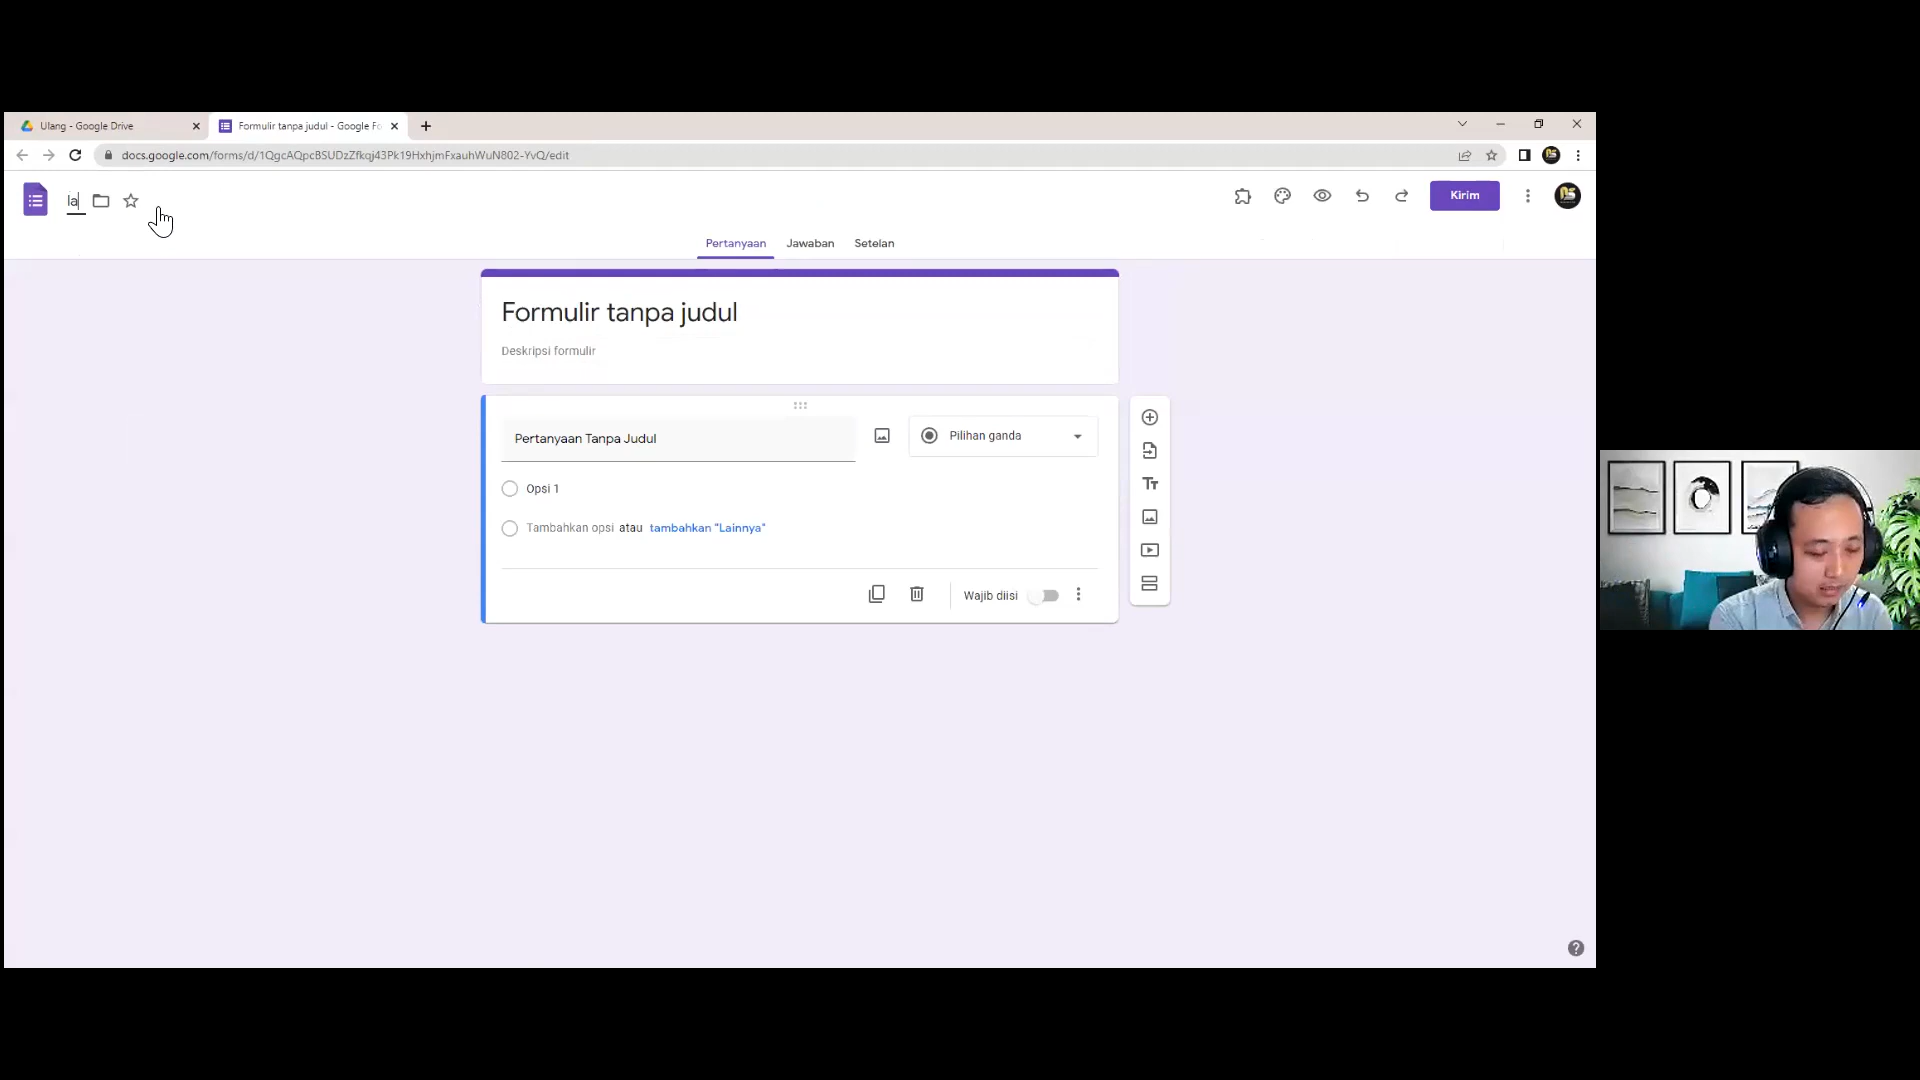 Ulang - Google Drive
Formulir tanpa judul - Google Fo
docs.google.com/forms/d/1QgcAQpcBSUDzZfkqj43Pk19HxhjmFxauhWuN802-YvQ/edit
la
Kirim
Pertanyaan Jawaban Setelan
Formulir tanpa judul
Deskripsi formulir
Pertanyaan Tanpa Judul
Pilihan ganda
Opsi 1
Tambahkan opsi atau tambahkan "Lainnya"
Wajib diisi